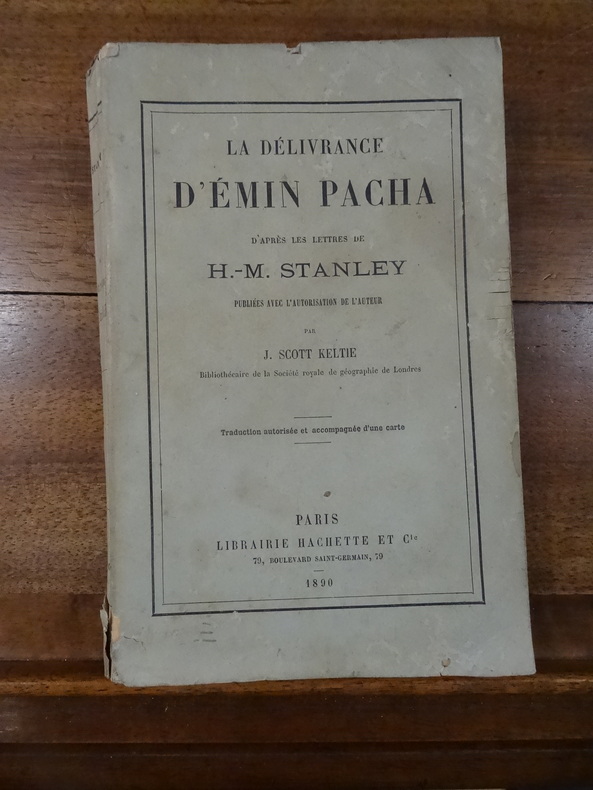 LA DÉLIVRANCE
D'ÉMIN PACHA
D'APRÈS LES LETTRES DE
H.-M. STANLEY
PUBLIÉES AVEC L'AUTORISATION DE L'AUTEUR
PAR
J. SCOTT KELTIE
Bibliothécaire de la Société royale de géographie de Londres
Traduction autorisée et accompagnée d'une carte
PARIS
LIBRAIRIE HACHETTE ET Cie
79, BOULEVARD SAINT-GERMAIN, 79
1890